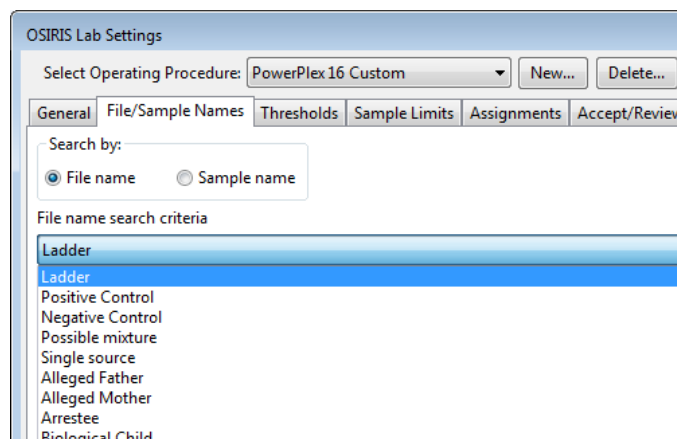 OSIRIS Lab Settings
Select Operating Procedure: PowerPlex 16 Custom New... Delete...
General File/Sample Names Thresholds Sample Limits Assignments Accept/Review
Search by:
File name Sample name
File name search criteria
Ladder
Ladder
Positive Control
Negative Control
Possible mixture
Single source
Alleged Father
Alleged Mother
Arrestee
Biological Child